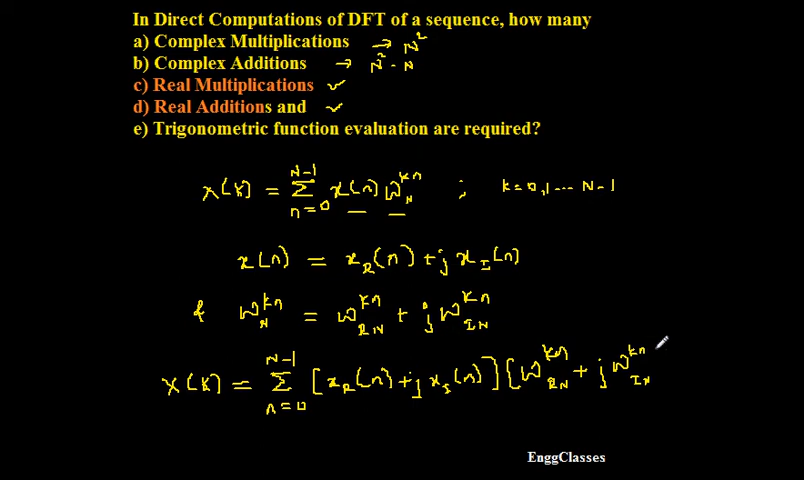 In Direct Computations of DFT of a sequence, how many
a) Complex Multiplications → N²
b) Complex Additions → N² - N
c) Real Multiplications ✓
d) Real Additions and ✓
e) Trigonometric function evaluation are required?
X(k) = Σ_{n=0}^{N-1} x(n) W_N^{kn} ; k=0,1 --- N-1
x(n) = x_R(n) + j x_I(n)
& W_N^{kn} = W_{RN}^{kn} + j W_{IN}^{kn}
X(k) = Σ_{n=0}^{N-1} [x_R(n) + j x_I(n)] [W_{RN}^{kn} + j W_{IN}^{kn}
EnggClasses